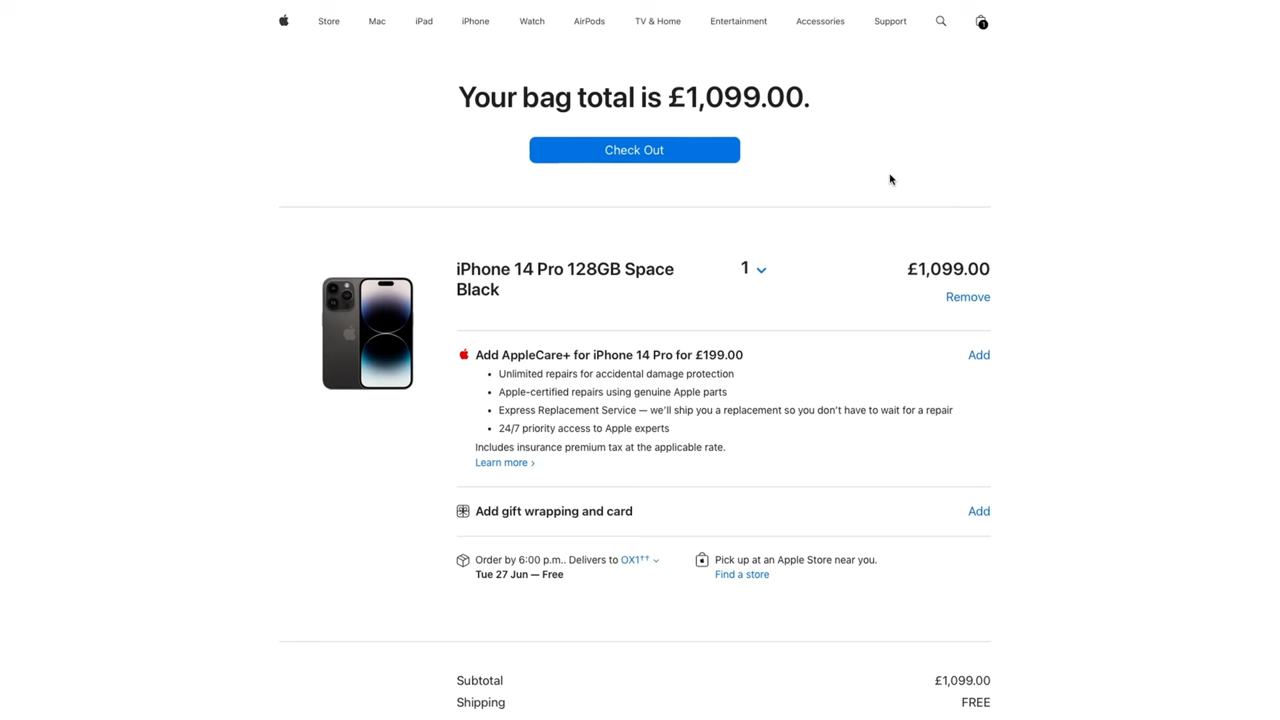 Store Mac iPad iPhone Watch AirPods TV & Home Entertainment Accessories Support 1
Your bag total is £1,099.00.
Check Out
iPhone 14 Pro 128GB Space 1 £1,099.00
Black
Remove
Add AppleCare+ for iPhone 14 Pro for £199.00 Add
• Unlimited repairs for accidental damage protection
• Apple-certified repairs using genuine Apple parts
• Express Replacement Service — we’ll ship you a replacement so you don’t have to wait for a repair
• 24/7 priority access to Apple experts
Includes insurance premium tax at the applicable rate.
Learn more ›
Add gift wrapping and card Add
Order by 6:00 p.m.. Delivers to OX1†† Pick up at an Apple Store near you.
Tue 27 Jun — Free Find a store
Subtotal £1,099.00
Shipping FREE